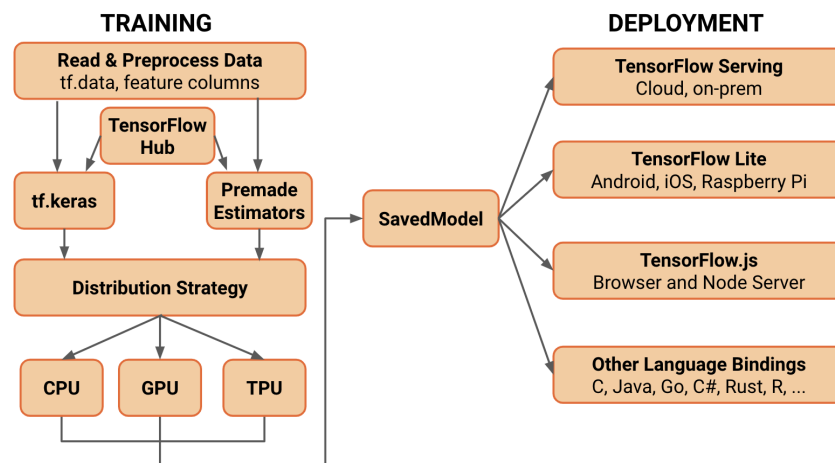 TRAINING
Read & Preprocess Data
tf.data, feature columns
TensorFlow
Hub
tf.keras
Premade
Estimators
Distribution Strategy
CPU
GPU
TPU
SavedModel
DEPLOYMENT
TensorFlow Serving
Cloud, on-prem
TensorFlow Lite
Android, iOS, Raspberry Pi
TensorFlow.js
Browser and Node Server
Other Language Bindings
C, Java, Go, C#, Rust, R, ...